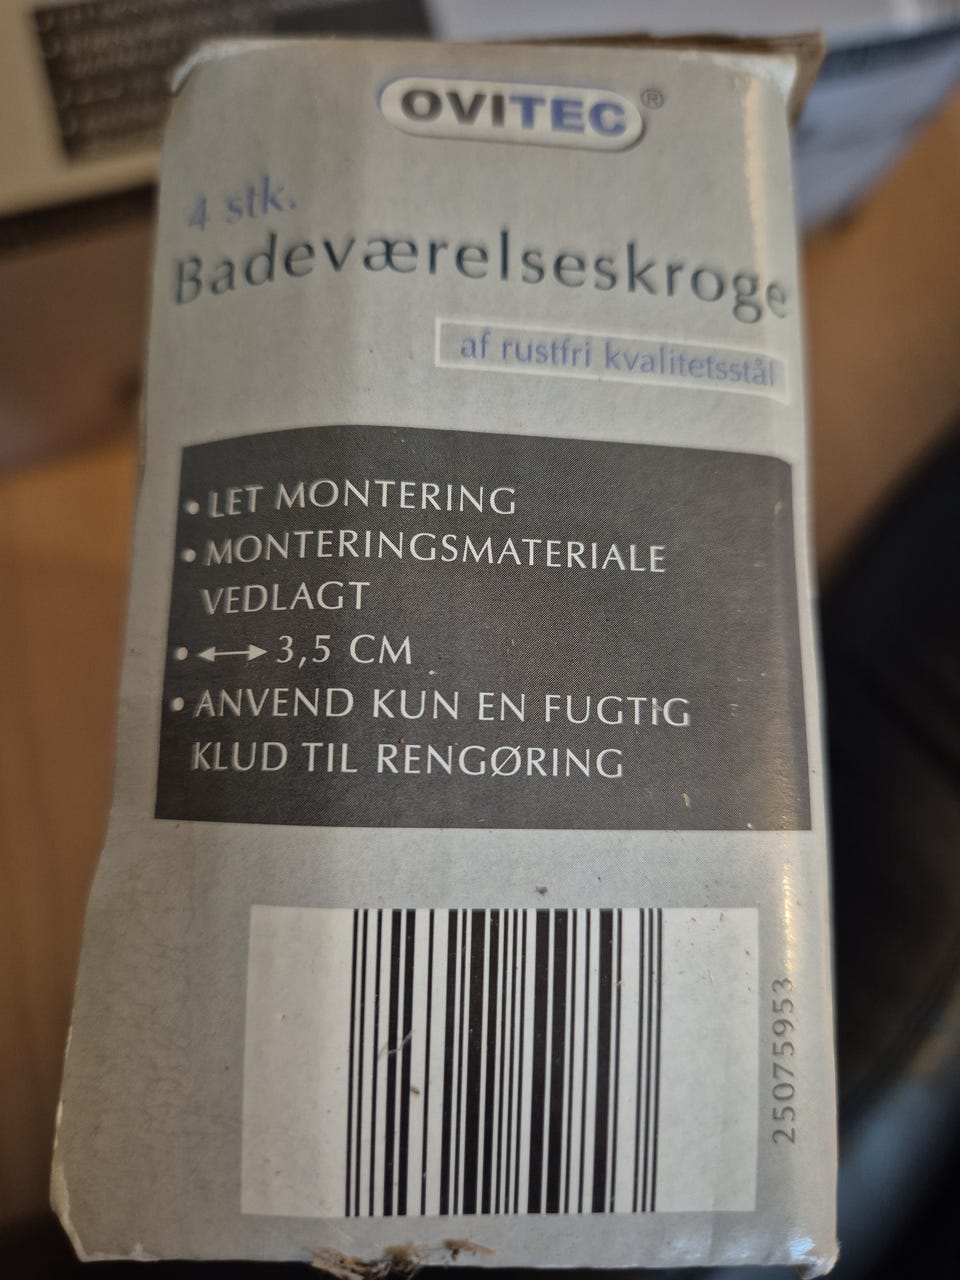 OVITEC®
4 stk.
Badeværelseskroge
af rustfri kvalitetsstål
• LET MONTERING
• MONTERINGSMATERIALE
VEDLAGT
• ↔ 3,5 CM
• ANVEND KUN EN FUGTIG
KLUD TIL RENGØRING
25075953